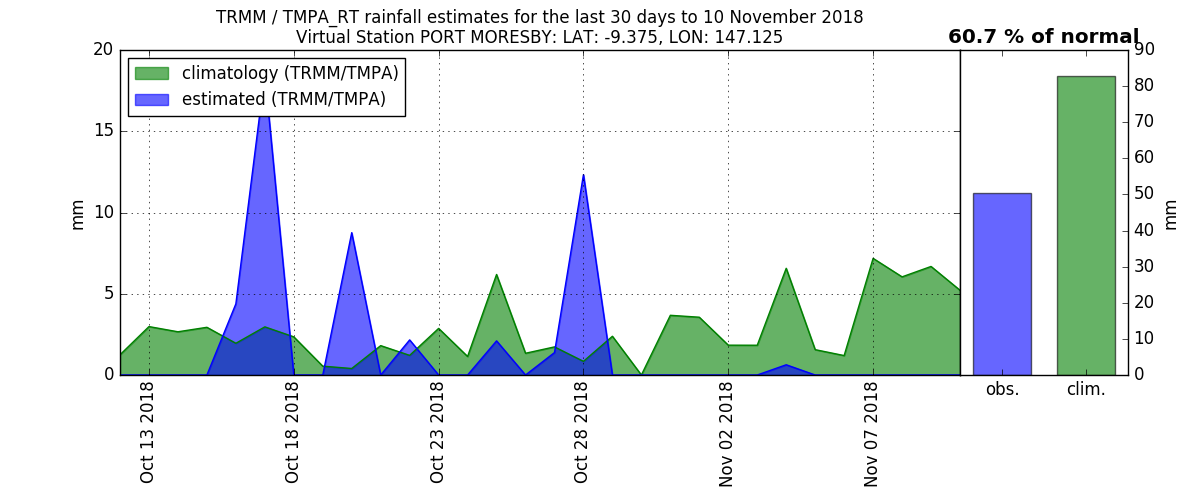 TRMM / TMPA_RT rainfall estimates for the last 30 days to 10 November 2018
Virtual Station PORT MORESBY: LAT: -9.375, LON: 147.125
60.7 % of normal
climatology (TRMM/TMPA)
estimated (TRMM/TMPA)
20
15
10
5
0
mm
Oct 13 2018
Oct 18 2018
Oct 23 2018
Oct 28 2018
Nov 02 2018
Nov 07 2018
90
80
70
60
50
40
30
20
10
0
mm
obs.
clim.